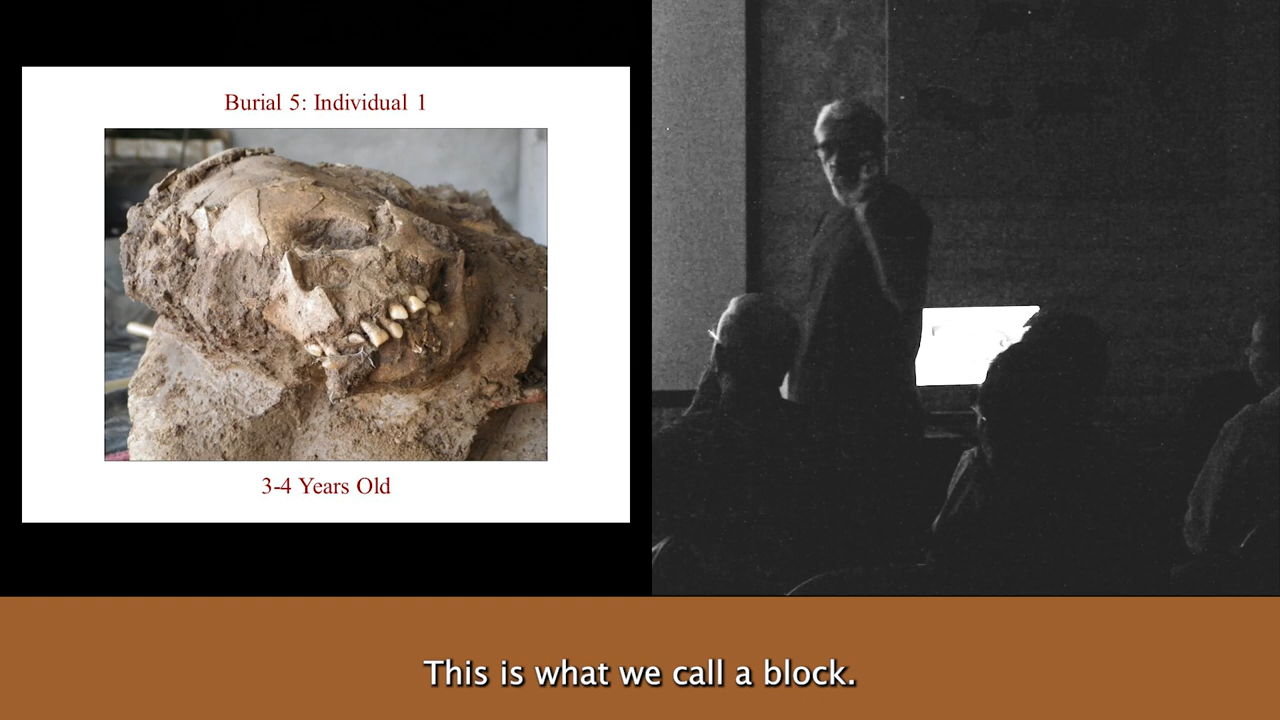 Burial 5: Individual 1
3-4 Years Old
This is what we call a block.